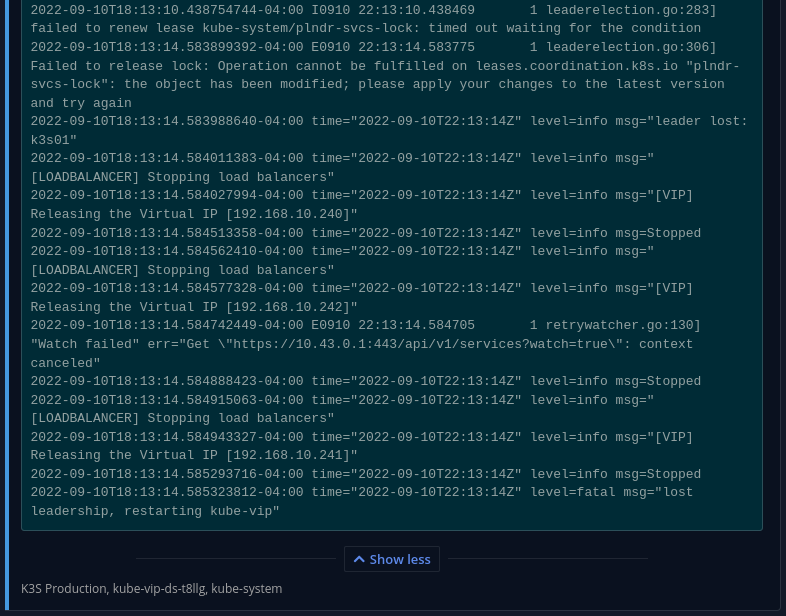 2022-09-10T18:13:10.438754744-04:00 I0910 22:13:10.438469       1 leaderelection.go:283]
failed to renew lease kube-system/plndr-svcs-lock: timed out waiting for the condition
2022-09-10T18:13:14.583899392-04:00 E0910 22:13:14.583775       1 leaderelection.go:306]
Failed to release lock: Operation cannot be fulfilled on leases.coordination.k8s.io "plndr-
svcs-lock": the object has been modified; please apply your changes to the latest version
and try again
2022-09-10T18:13:14.583988640-04:00 time="2022-09-10T22:13:14Z" level=info msg="leader lost:
k3s01"
2022-09-10T18:13:14.584011383-04:00 time="2022-09-10T22:13:14Z" level=info msg="
[LOADBALANCER] Stopping load balancers"
2022-09-10T18:13:14.584027994-04:00 time="2022-09-10T22:13:14Z" level=info msg="[VIP]
Releasing the Virtual IP [192.168.10.240]"
2022-09-10T18:13:14.584513358-04:00 time="2022-09-10T22:13:14Z" level=info msg=Stopped
2022-09-10T18:13:14.584562410-04:00 time="2022-09-10T22:13:14Z" level=info msg="
[LOADBALANCER] Stopping load balancers"
2022-09-10T18:13:14.584577328-04:00 time="2022-09-10T22:13:14Z" level=info msg="[VIP]
Releasing the Virtual IP [192.168.10.242]"
2022-09-10T18:13:14.584742449-04:00 E0910 22:13:14.584705       1 retrywatcher.go:130]
"Watch failed" err="Get \"https://10.43.0.1:443/api/v1/services?watch=true\": context
canceled"
2022-09-10T18:13:14.584888423-04:00 time="2022-09-10T22:13:14Z" level=info msg=Stopped
2022-09-10T18:13:14.584915063-04:00 time="2022-09-10T22:13:14Z" level=info msg="
[LOADBALANCER] Stopping load balancers"
2022-09-10T18:13:14.584943327-04:00 time="2022-09-10T22:13:14Z" level=info msg="[VIP]
Releasing the Virtual IP [192.168.10.241]"
2022-09-10T18:13:14.585293716-04:00 time="2022-09-10T22:13:14Z" level=info msg=Stopped
2022-09-10T18:13:14.585323812-04:00 time="2022-09-10T22:13:14Z" level=fatal msg="lost
leadership, restarting kube-vip"
Show less
K3S Production, kube-vip-ds-t8llg, kube-system